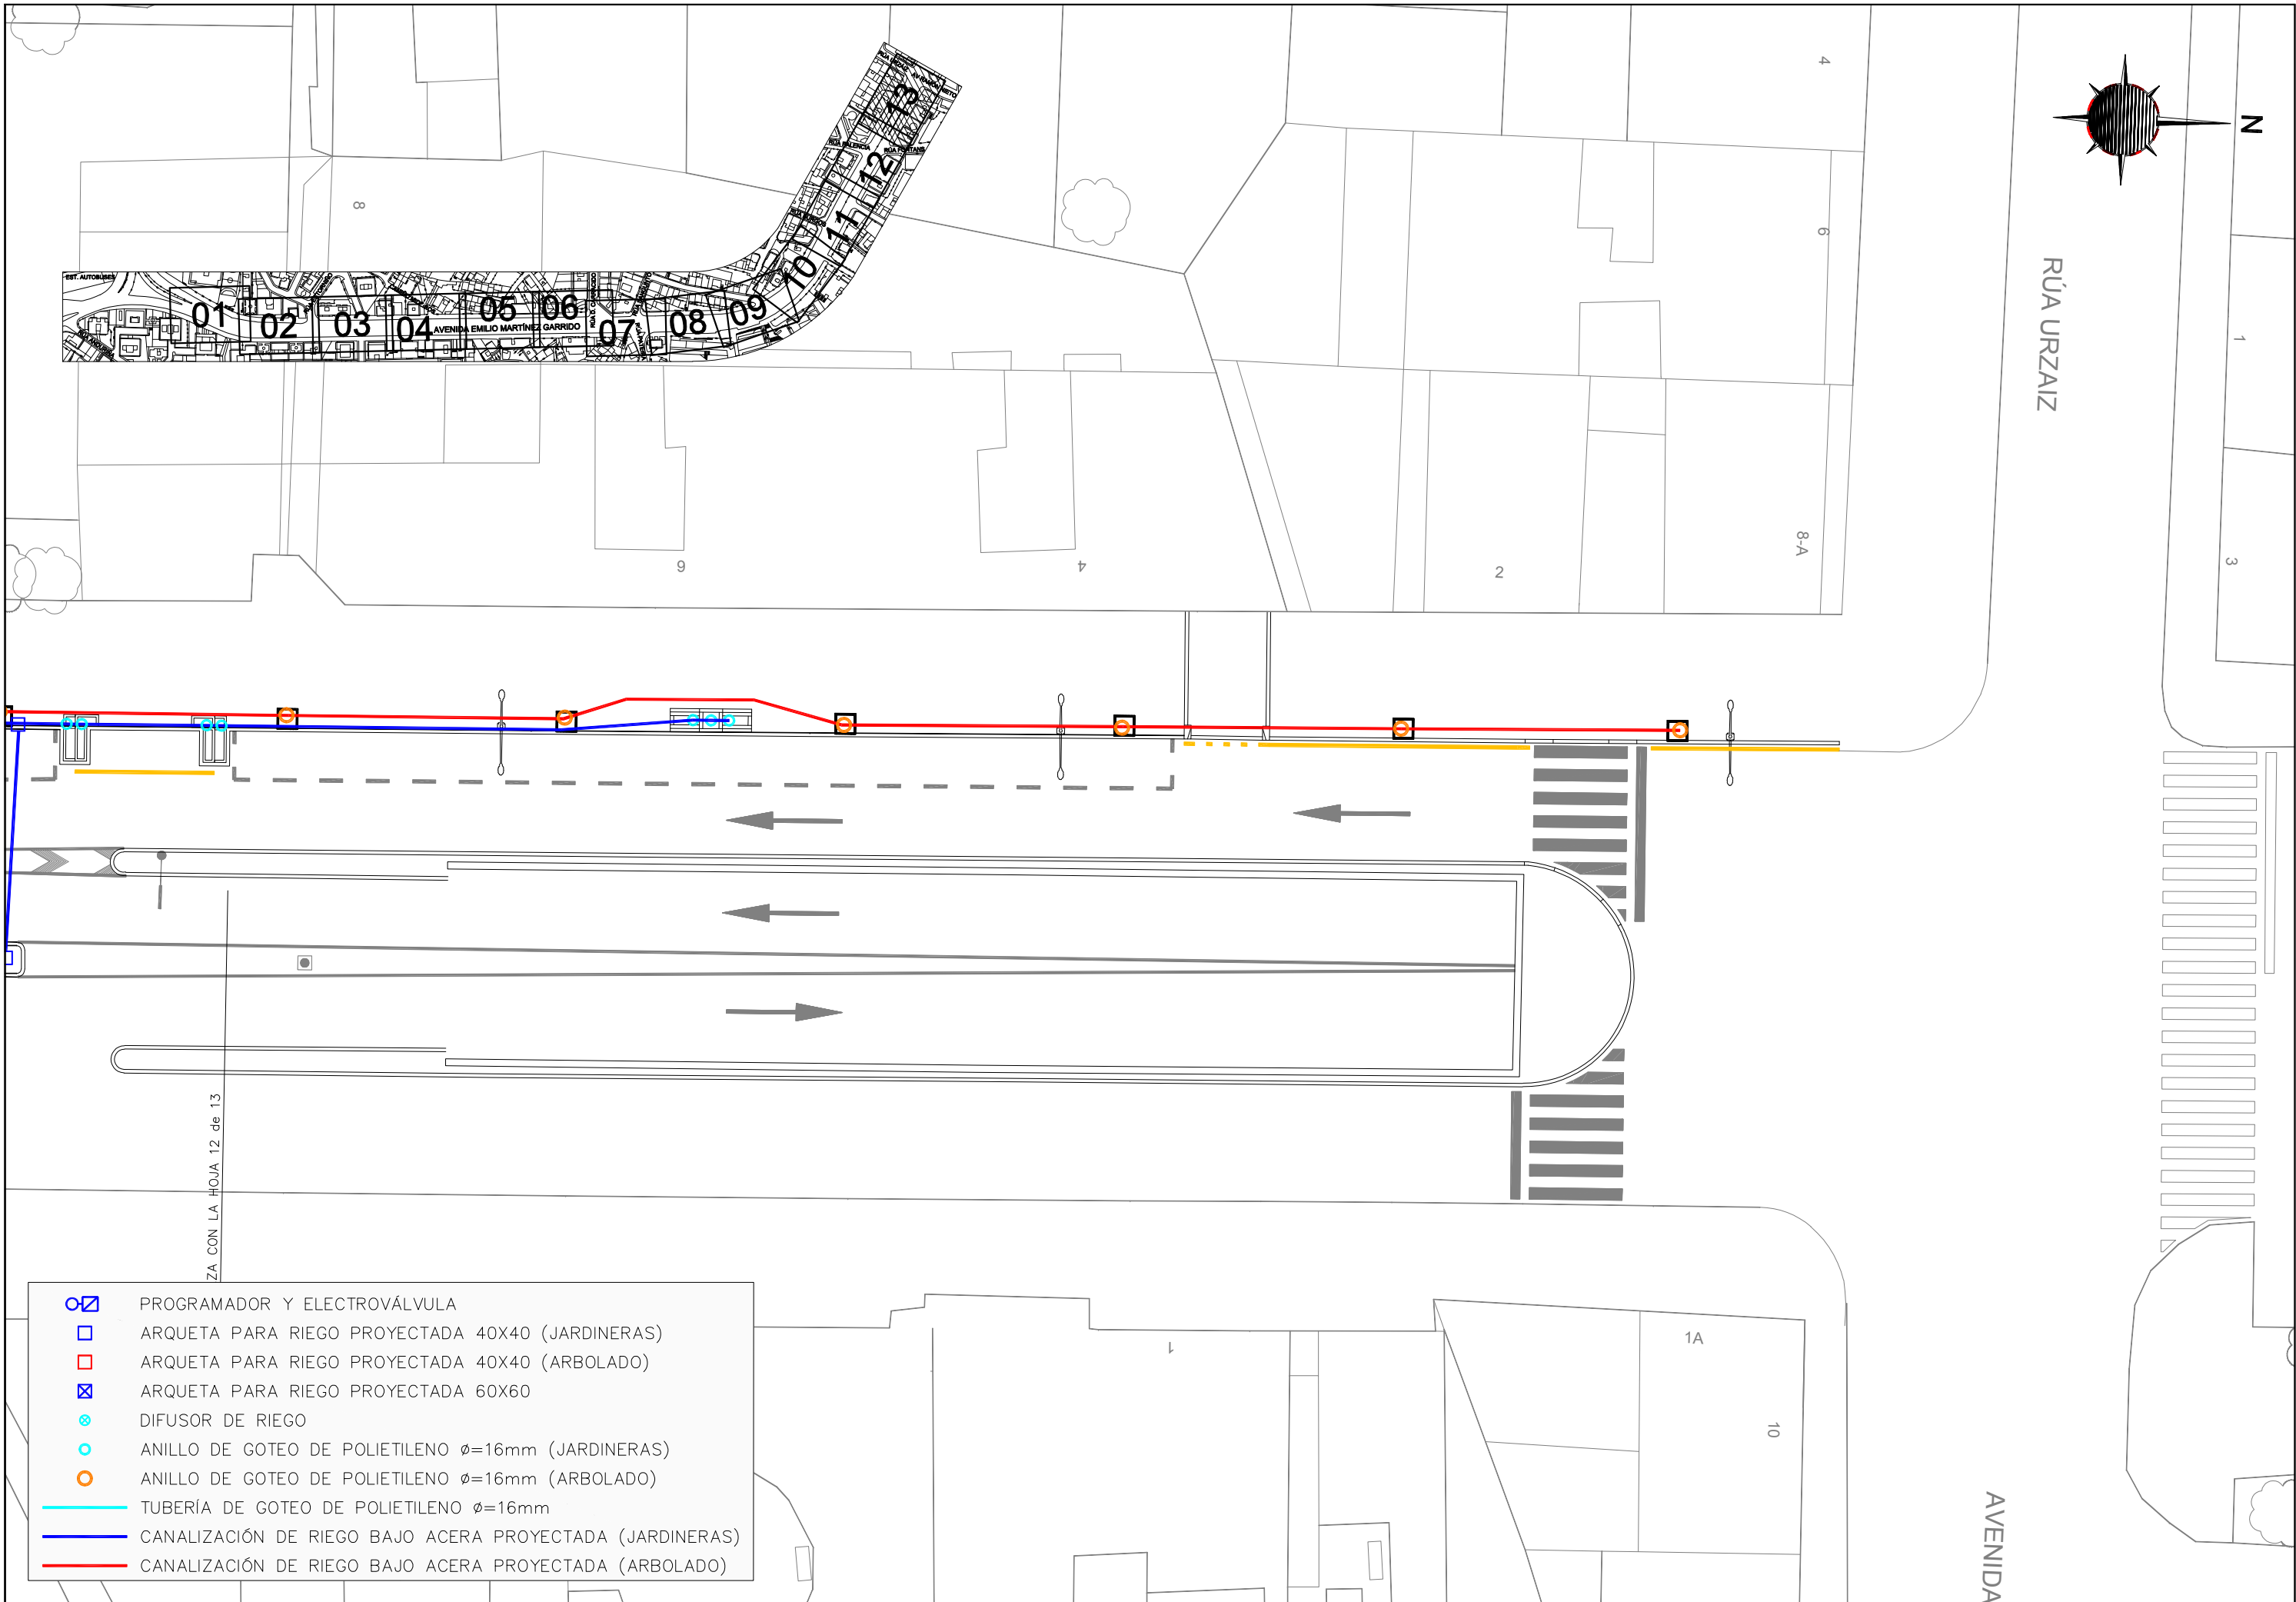 4
N
8
6
RÚA URZAIZ
1
13
RÚA PALENCIA
12
11
10
EST. AUTOBUSES
01
02
03
04
05
06
07
08
09
AVENIDA EMILIO MARTÍNEZ GARRIDO
6
4
2
8-A
3
ZA CON LA HOJA 12 de 13
PROGRAMADOR Y ELECTROVÁLVULA
ARQUETA PARA RIEGO PROYECTADA 40X40 (JARDINERAS)
ARQUETA PARA RIEGO PROYECTADA 40X40 (ARBOLADO)
ARQUETA PARA RIEGO PROYECTADA 60X60
DIFUSOR DE RIEGO
ANILLO DE GOTEO DE POLIETILENO ø=16mm (JARDINERAS)
ANILLO DE GOTEO DE POLIETILENO ø=16mm (ARBOLADO)
TUBERÍA DE GOTEO DE POLIETILENO ø=16mm
CANALIZACIÓN DE RIEGO BAJO ACERA PROYECTADA (JARDINERAS)
CANALIZACIÓN DE RIEGO BAJO ACERA PROYECTADA (ARBOLADO)
1
1A
10
AVENIDA